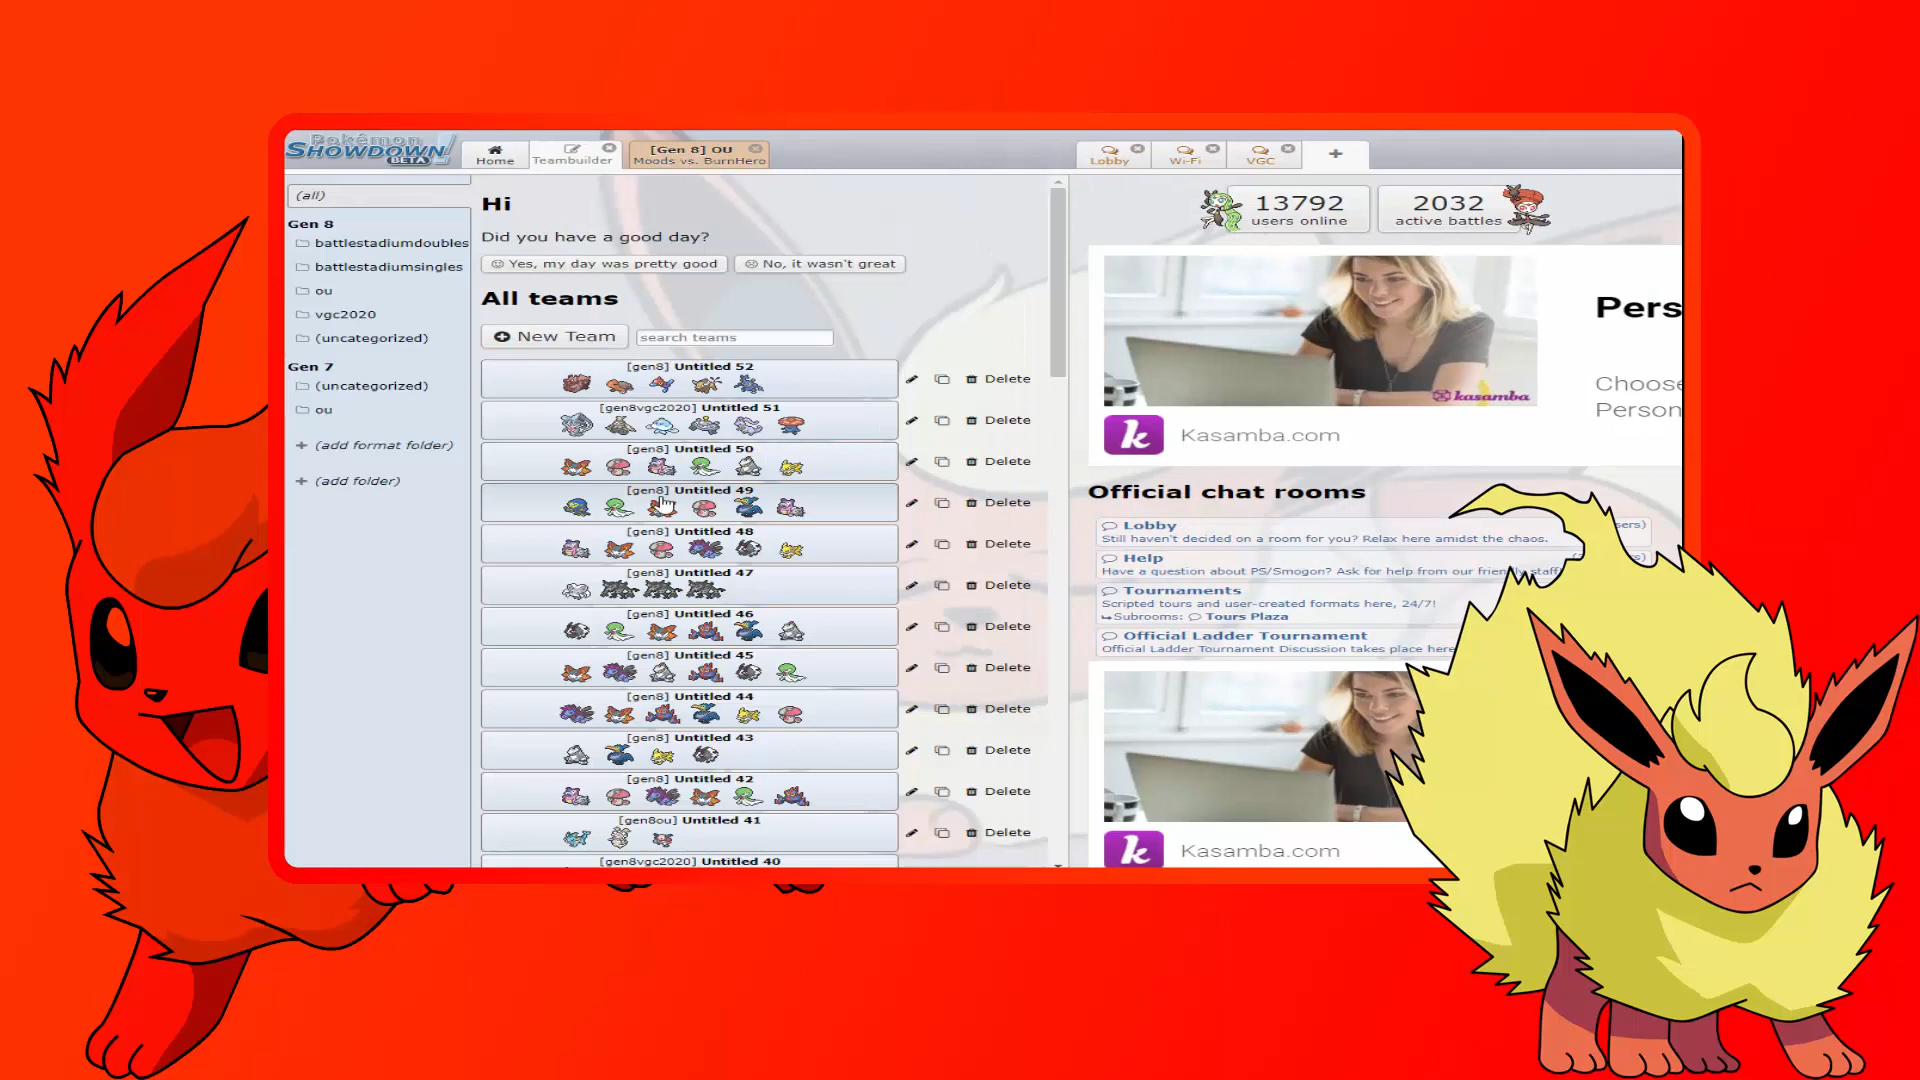 Pokémon
SHOWDOWN!
BETA
Home
Teambuilder
[Gen 8] OU
Moods vs. BurnHero
Lobby
Wi-Fi
VGC
(all)
Gen 8
battlestadiumdoubles
battlestadiumsingles
ou
vgc2020
(uncategorized)
Gen 7
(uncategorized)
ou
(add format folder)
(add folder)
Hi
Did you have a good day?
Yes, my day was pretty good
No, it wasn't great
All teams
New Team
search teams
[gen8] Untitled 52
Delete
[gen8vgc2020] Untitled 51
Delete
[gen8] Untitled 50
Delete
[gen8] Untitled 49
Delete
[gen8] Untitled 48
Delete
[gen8] Untitled 47
Delete
[gen8] Untitled 46
Delete
[gen8] Untitled 45
Delete
[gen8] Untitled 44
Delete
[gen8] Untitled 43
Delete
[gen8] Untitled 42
Delete
[gen8ou] Untitled 41
Delete
[gen8vgc2020] Untitled 40
13792
users online
2032
active battles
kasamba
Pers
Choose
Person
k
Kasamba.com
Official chat rooms
Lobby
sers)
Still haven't decided on a room for you? Relax here amidst the chaos.
Help
Have a question about PS/Smogon? Ask for help from our friendly staff
Tournaments
Scripted tours and user-created formats here, 24/7!
Subrooms: Tours Plaza
Official Ladder Tournament
Official Ladder Tournament Discussion takes place here
k
Kasamba.com